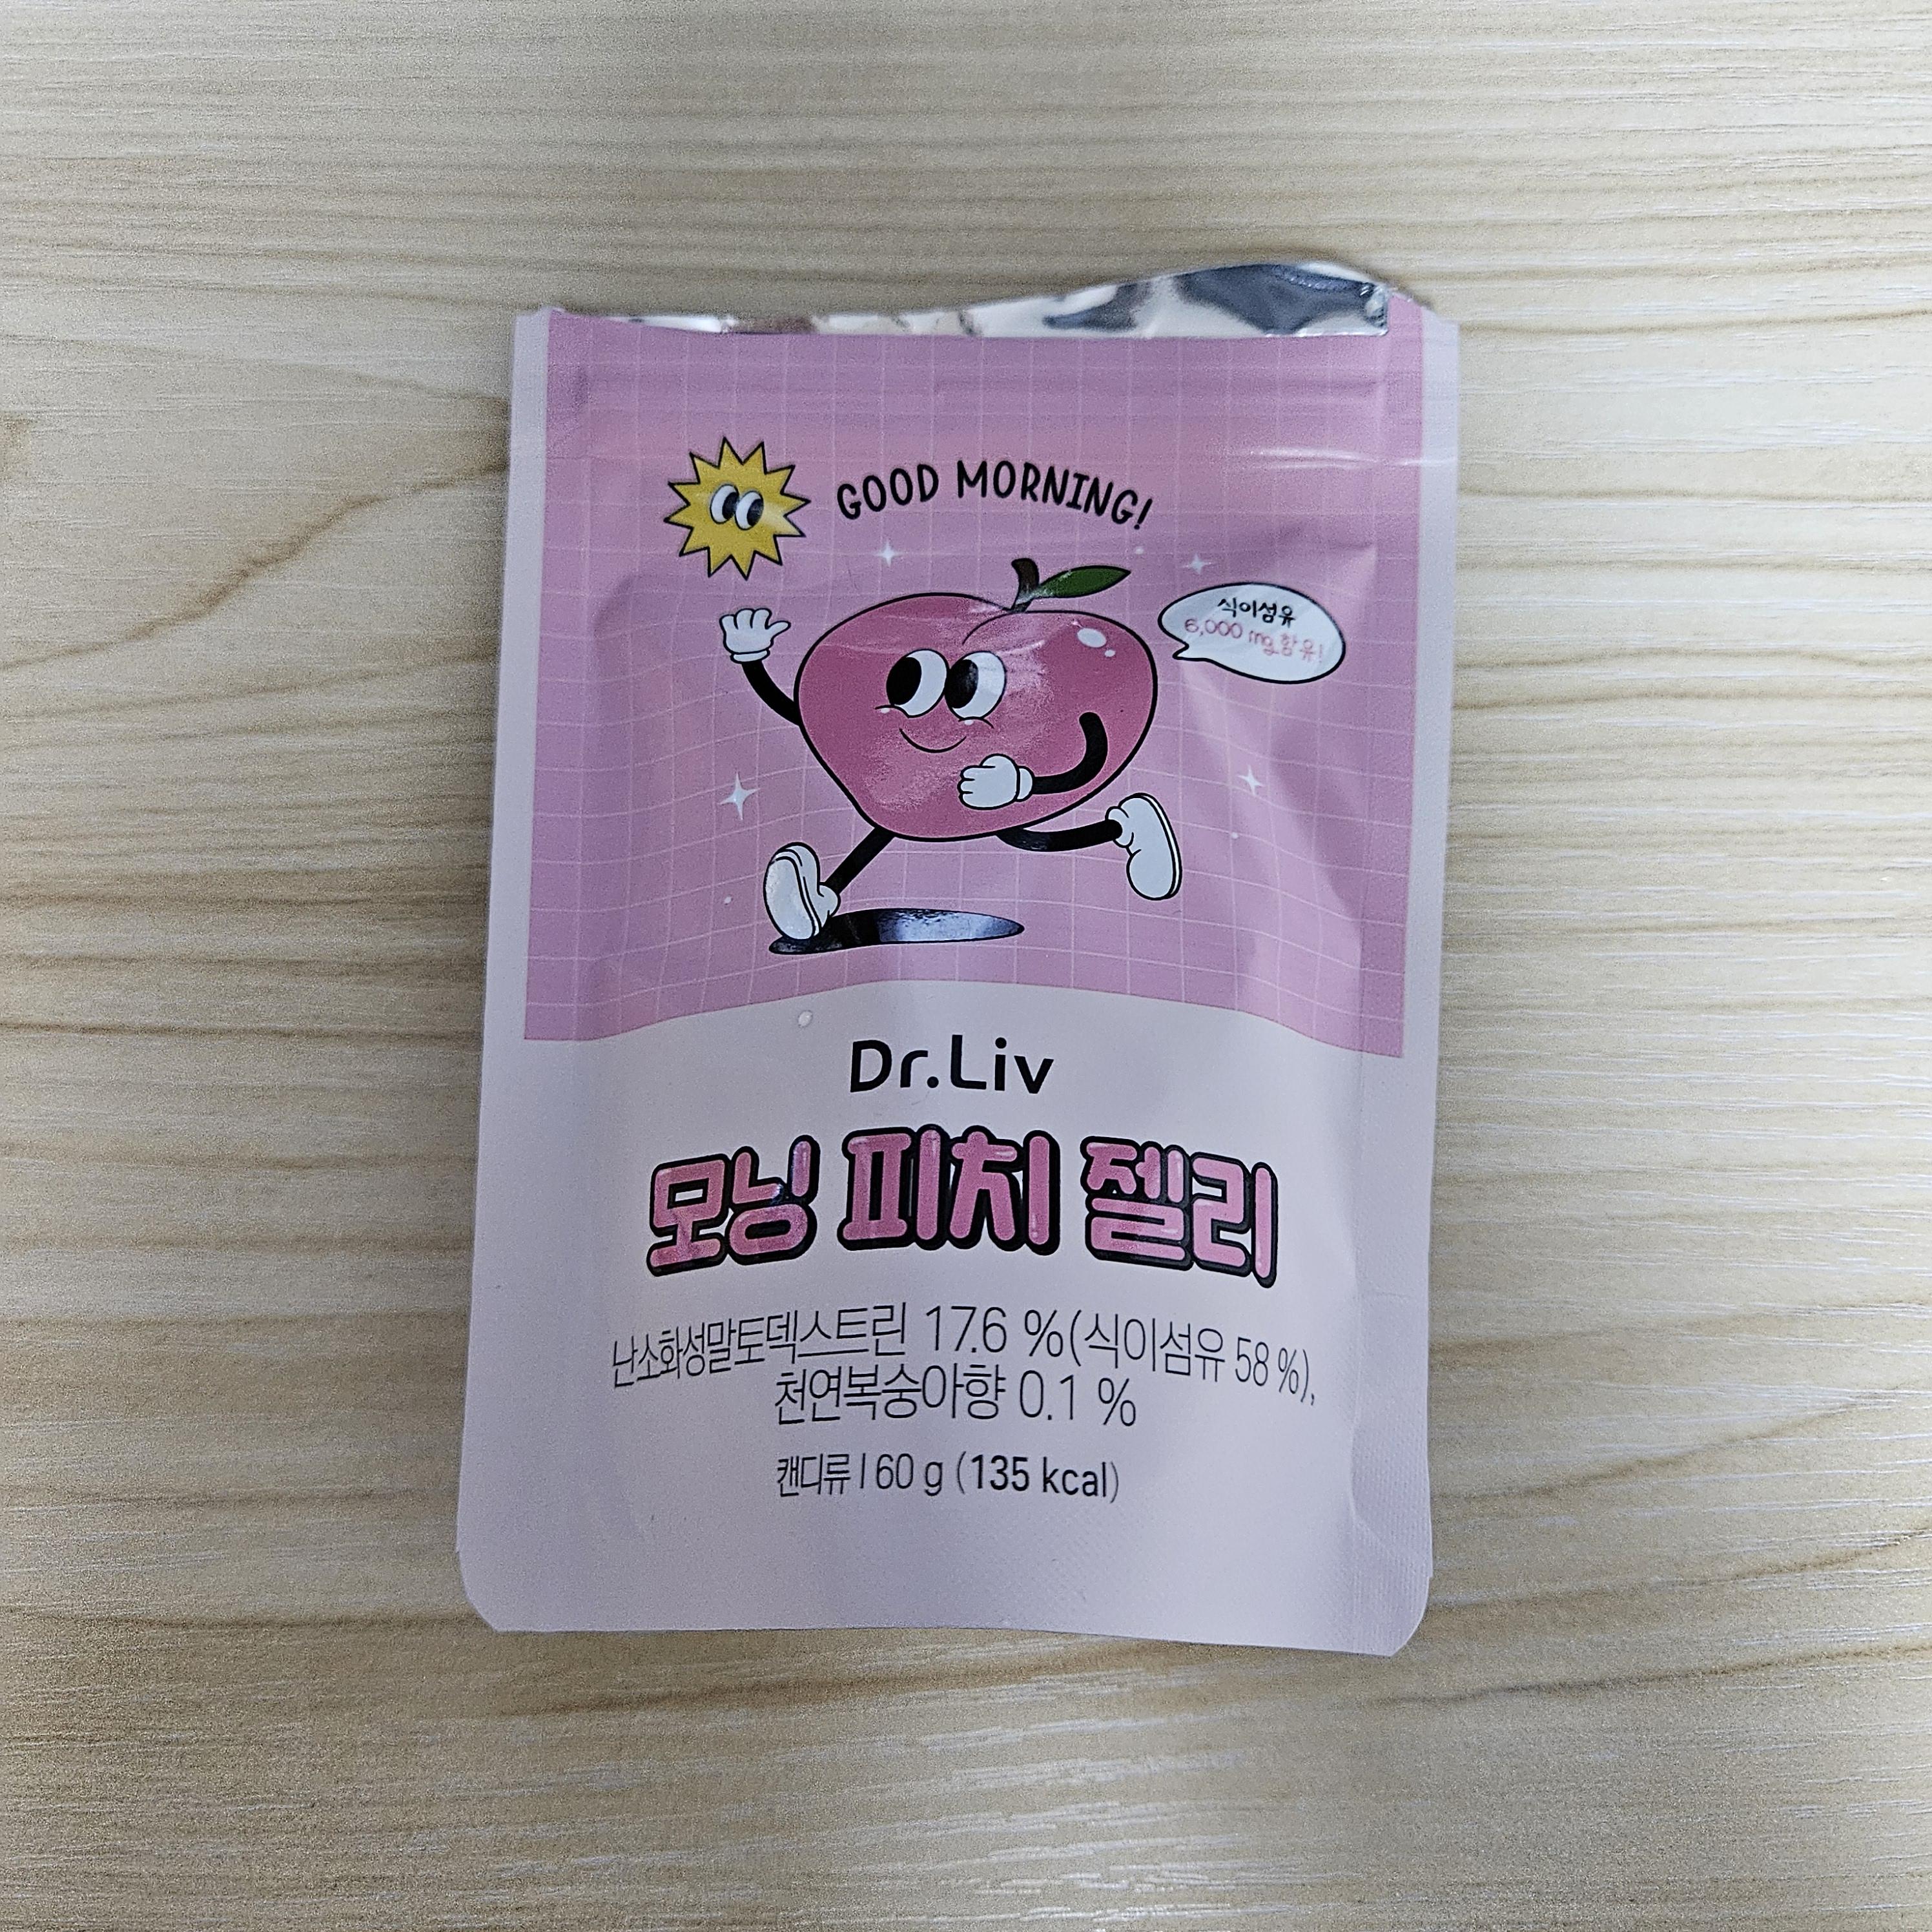 GOOD MORNING!
식이섬유
6,000 mg 함유!
Dr.Liv
모닝 피치 젤리
난소화성말토덱스트린 17.6 %(식이섬유 58 %),
천연복숭아향 0.1 %
캔디류 | 60 g (135 kcal)